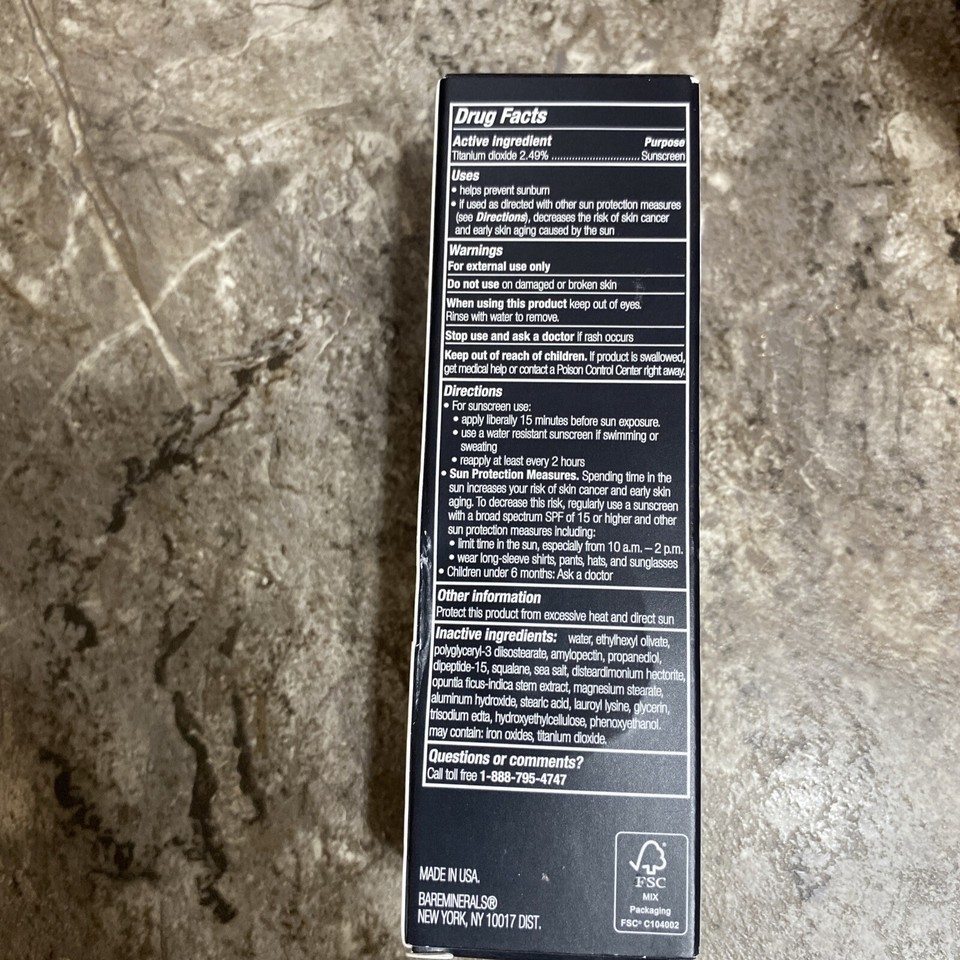 Drug Facts
Active ingredient Purpose
Titanium dioxide 2.49% ............................ Sunscreen
Uses
• helps prevent sunburn
• if used as directed with other sun protection measures
(see Directions), decreases the risk of skin cancer
and early skin aging caused by the sun
Warnings
For external use only
Do not use on damaged or broken skin
When using this product keep out of eyes.
Rinse with water to remove.
Stop use and ask a doctor if rash occurs
Keep out of reach of children. If product is swallowed,
get medical help or contact a Poison Control Center right away.
Directions
• For sunscreen use:
• apply liberally 15 minutes before sun exposure.
• use a water resistant sunscreen if swimming or
sweating
• reapply at least every 2 hours
• Sun Protection Measures. Spending time in the
sun increases your risk of skin cancer and early skin
aging. To decrease this risk, regularly use a sunscreen
with a broad spectrum SPF of 15 or higher and other
sun protection measures including:
• limit time in the sun, especially from 10 a.m. – 2 p.m.
• wear long-sleeve shirts, pants, hats, and sunglasses
• Children under 6 months: Ask a doctor
Other information
Protect this product from excessive heat and direct sun
Inactive ingredients: water, ethylhexyl olivate,
polyglyceryl-3 diisostearate, amylopectin, propanediol,
dipeptide-15, squalane, sea salt, disteardimonium hectorite,
opuntia ficus-indica stem extract, magnesium stearate,
aluminum hydroxide, stearic acid, lauroyl lysine, glycerin,
trisodium edta, hydroxyethylcellulose, phenoxyethanol.
may contain: iron oxides, titanium dioxide.
Questions or comments?
Call toll free 1-888-795-4747
MADE IN USA.
BAREMINERALS®
NEW YORK, NY 10017 DIST.
FSC
MIX
Packaging
FSC® C104002